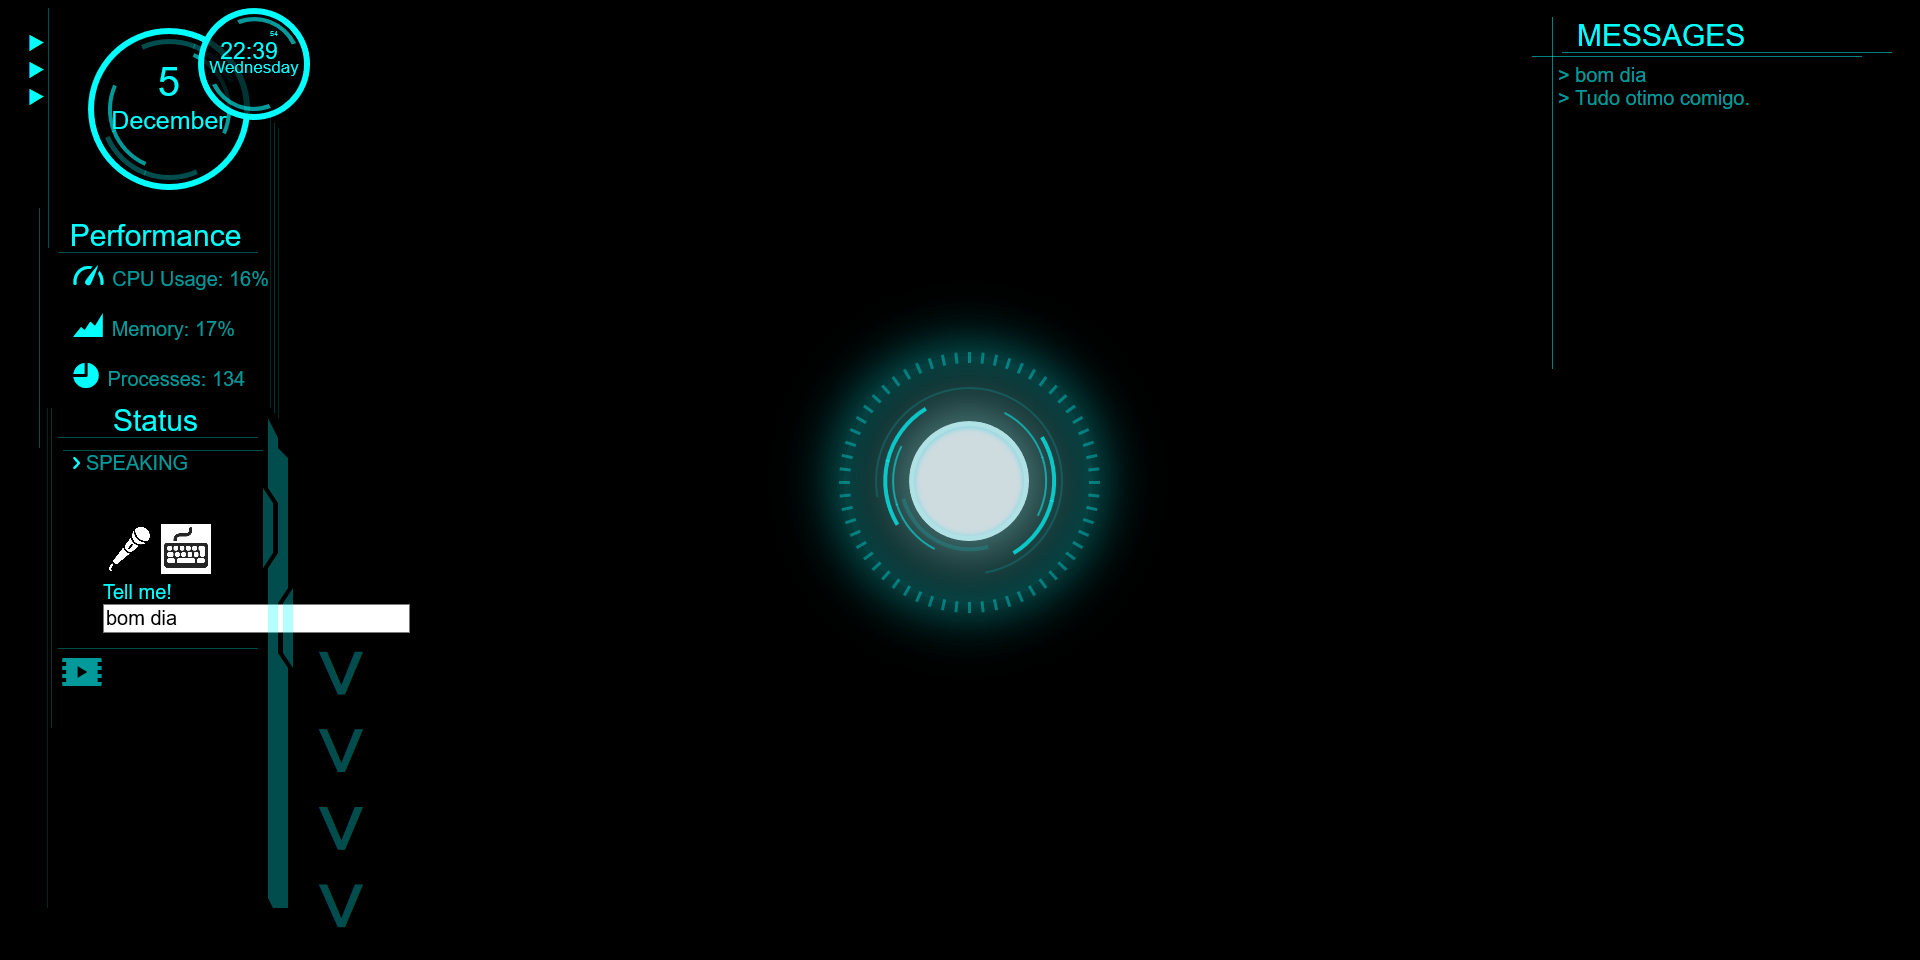 54
22:39
Wednesday
5
December
Performance
CPU Usage: 16%
Memory: 17%
Processes: 134
Status
SPEAKING
Tell me!
bom dia
V
V
V
V
MESSAGES
> bom dia
> Tudo otimo comigo.